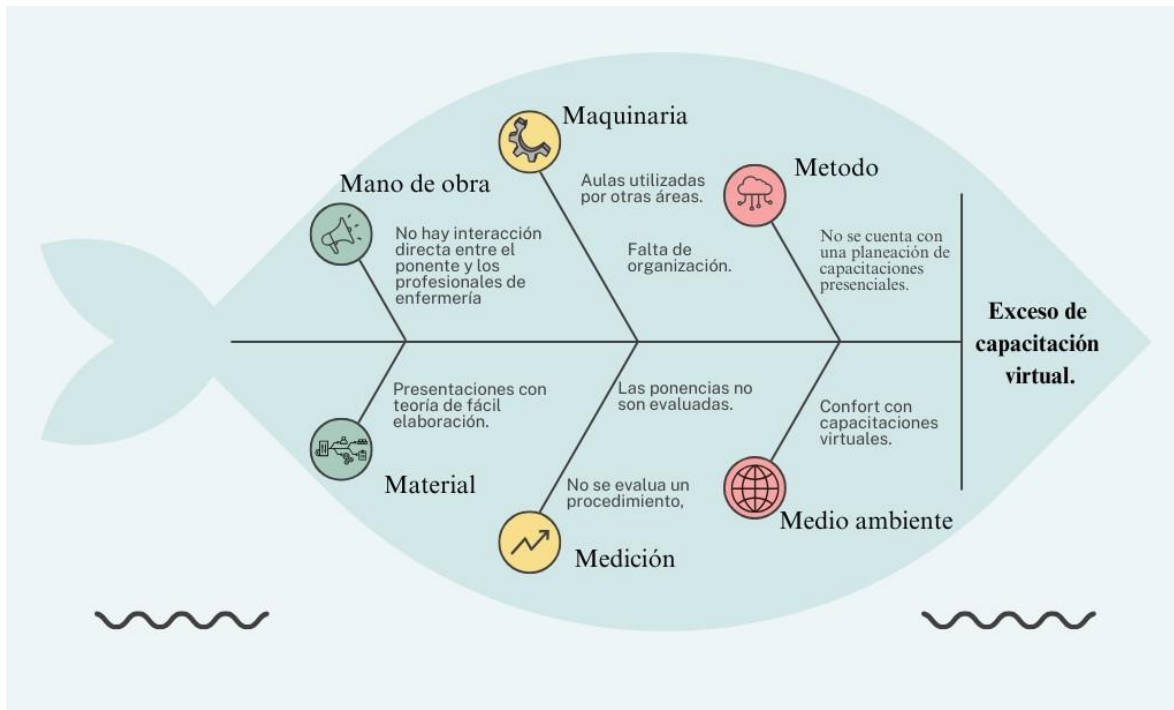 Mano de obra
No hay interacción
directa entre el
ponente y los
profesionales de
enfermería
Maquinaria
Aulas utilizadas
por otras áreas.
Falta de
organización.
Metodo
No se cuenta con
una planeación de
capacitaciones
presenciales.
Exceso de
capacitación
virtual.
Presentaciones con
teoría de fácil
elaboración.
Material
Las ponencias no
son evaluadas.
No se evalua un
procedimiento,
Medición
Confort con
capacitaciones
virtuales.
Medio ambiente